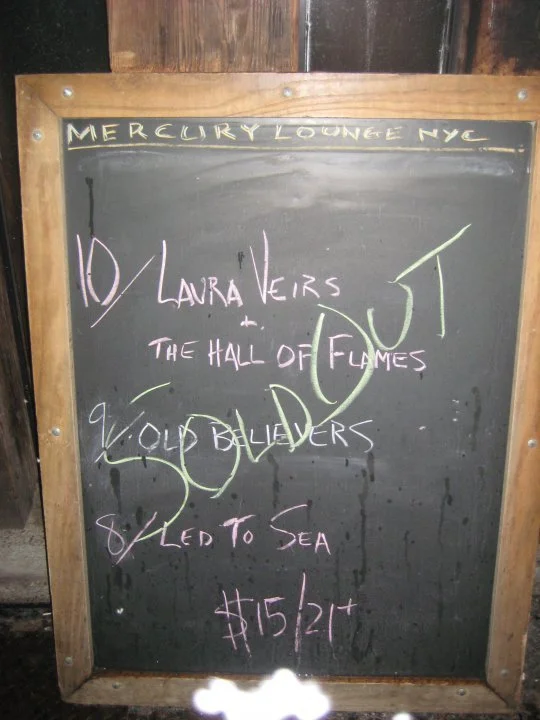 MERCURY LOUNGE NYC
10/ LAURA VEIRS
+
THE HALL OF FLAMES
9/ OLD BELIEVERS
SOLD OUT
8/ LED TO SEA
$15/21+